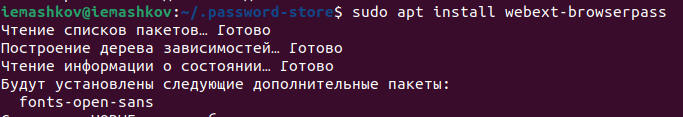 iemashkov@iemashkov:~/.password-store$ sudo apt install webext-browserpass
Чтение списков пакетов… Готово
Построение дерева зависимостей… Готово
Чтение информации о состоянии… Готово
Будут установлены следующие дополнительные пакеты:
fonts-open-sans